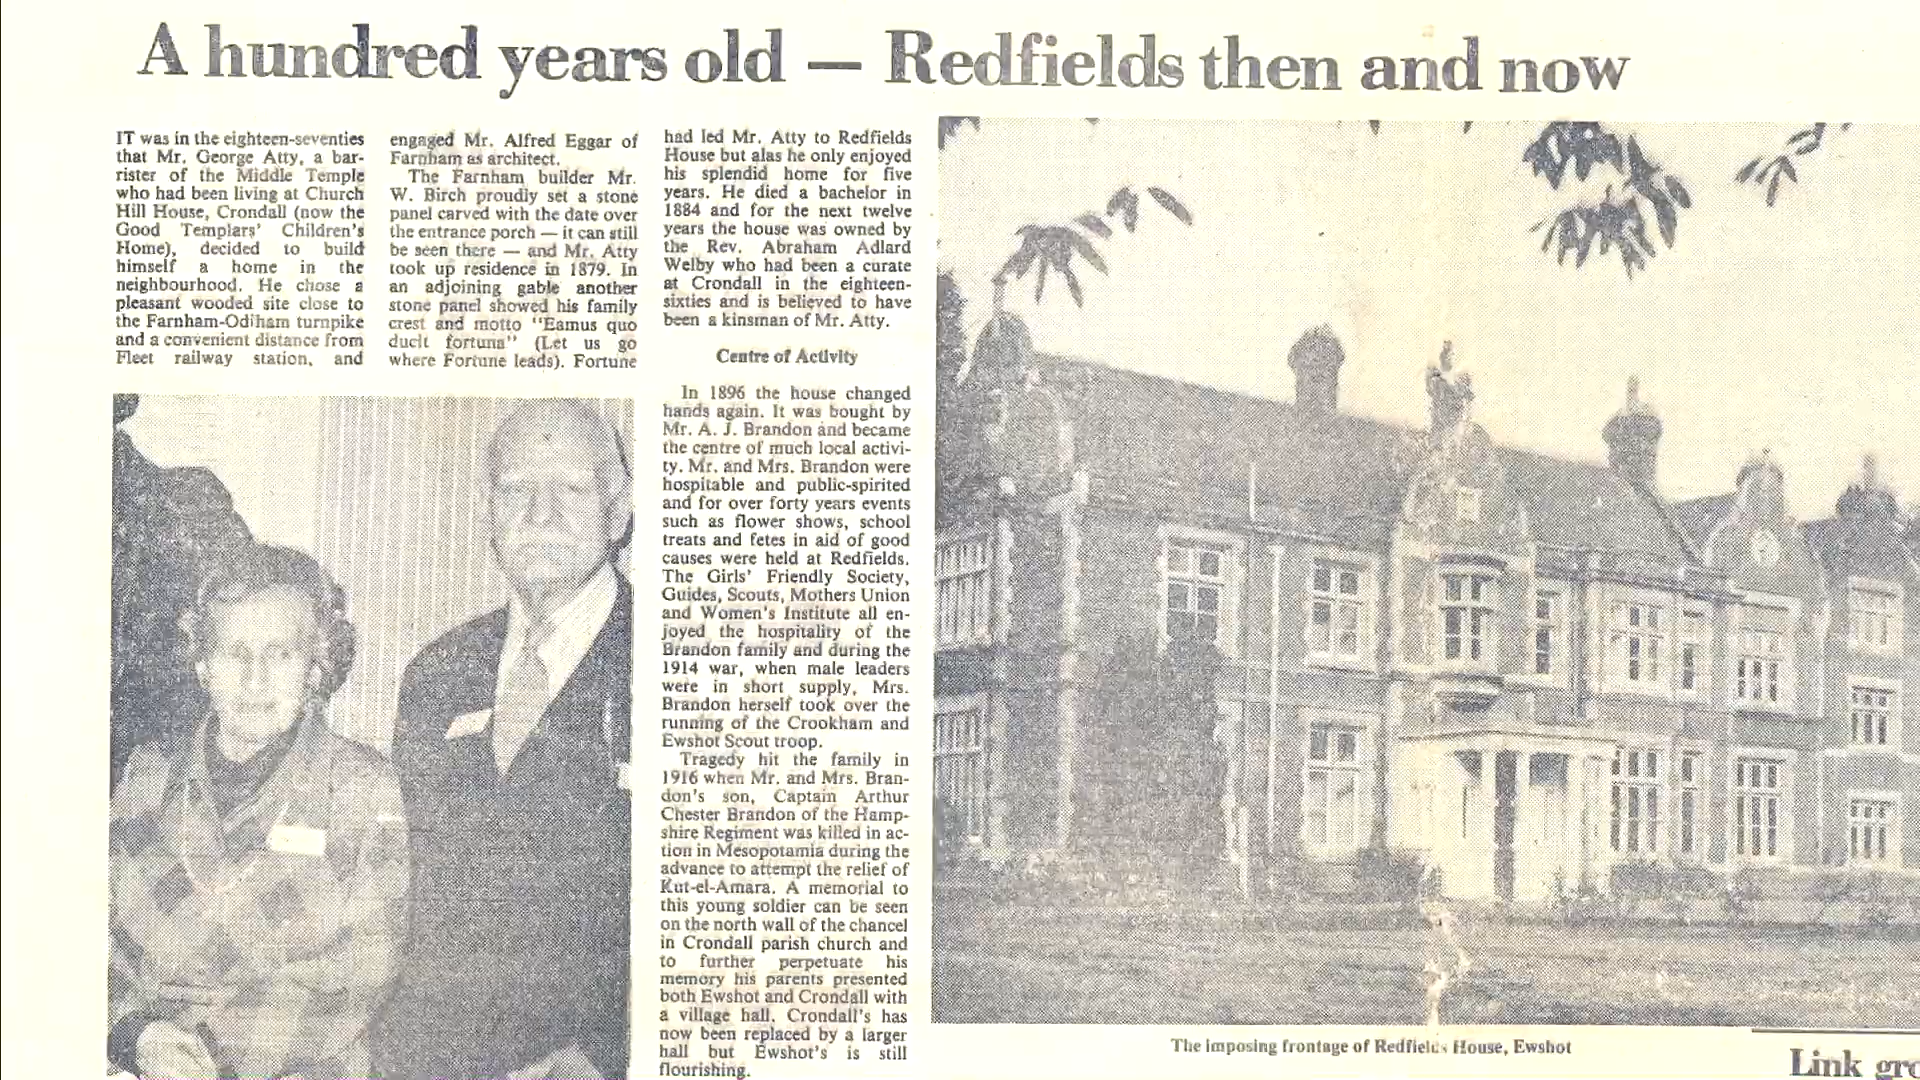 A hundred years old — Redfields then and now
IT was in the eighteen-seventies
that Mr. George Atty, a bar-
rister of the Middle Temple
who had been living at Church
Hill House, Crondall (now the
Good Templars' Children's
Home), decided to build
himself a home in the
neighbourhood. He chose a
pleasant wooded site close to
the Farnham-Odiham turnpike
and a convenient distance from
Fleet railway station, and
engaged Mr. Alfred Eggar of
Farnham as architect.
The Farnham builder Mr.
W. Birch proudly set a stone
panel carved with the date over
the entrance porch — it can still
be seen there — and Mr. Atty
took up residence in 1879. In
an adjoining gable another
stone panel showed his family
crest and motto "Eamus quo
ducit fortuna" (Let us go
where Fortune leads). Fortune
had led Mr. Atty to Redfields
House but alas he only enjoyed
his splendid home for five
years. He died a bachelor in
1884 and for the next twelve
years the house was owned by
the Rev. Abraham Adlard
Welby who had been a curate
at Crondall in the eighteen-
sixties and is believed to have
been a kinsman of Mr. Atty.
Centre of Activity
In 1896 the house changed
hands again. It was bought by
Mr. A. J. Brandon and became
the centre of much local activi-
ty. Mr. and Mrs. Brandon were
hospitable and public-spirited
and for over forty years events
such as flower shows, school
treats and fetes in aid of good
causes were held at Redfields.
The Girls' Friendly Society,
Guides, Scouts, Mothers Union
and Women's Institute all en-
joyed the hospitality of the
Brandon family and during the
1914 war, when male leaders
were in short supply, Mrs.
Brandon herself took over the
running of the Crookham and
Ewshot Scout troop.
Tragedy hit the family in
1916 when Mr. and Mrs. Bran-
don's son, Captain Arthur
Chester Brandon of the Hamp-
shire Regiment was killed in ac-
tion in Mesopotamia during the
advance to attempt the relief of
Kut-el-Amara. A memorial to
this young soldier can be seen
on the north wall of the chancel
in Crondall parish church and
to further perpetuate his
memory his parents presented
both Ewshot and Crondall with
a village hall. Crondall's has
now been replaced by a larger
hall but Ewshot's is still
flourishing.
The imposing frontage of Redfields House, Ewshot
Link